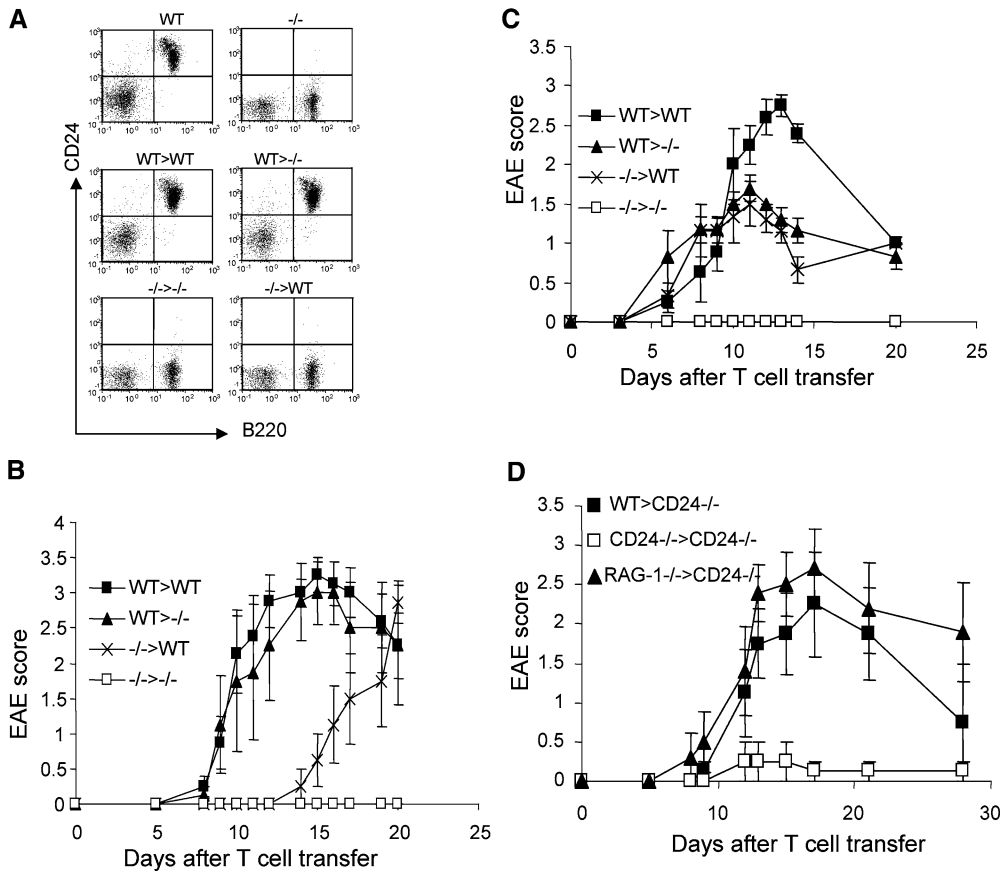 A
WT
-/-
WT>WT
WT>-/-
-/->-/-
-/->WT
CD24
B220
B
4
3.5
3
2.5
2
1.5
1
0.5
0
EAE score
WT>WT
WT>-/-
-/->WT
-/->-/-
0 5 10 15 20 25
Days after T cell transfer
C
3.5
3
2.5
2
1.5
1
0.5
0
EAE score
WT>WT
WT>-/-
-/->WT
-/->-/-
0 5 10 15 20 25
Days after T cell transfer
D
3.5
3
2.5
2
1.5
1
0.5
0
EAE score
WT>CD24-/-
CD24-/->CD24-/-
RAG-1-/->CD24-/-
0 10 20 30
Days after T cell transfer